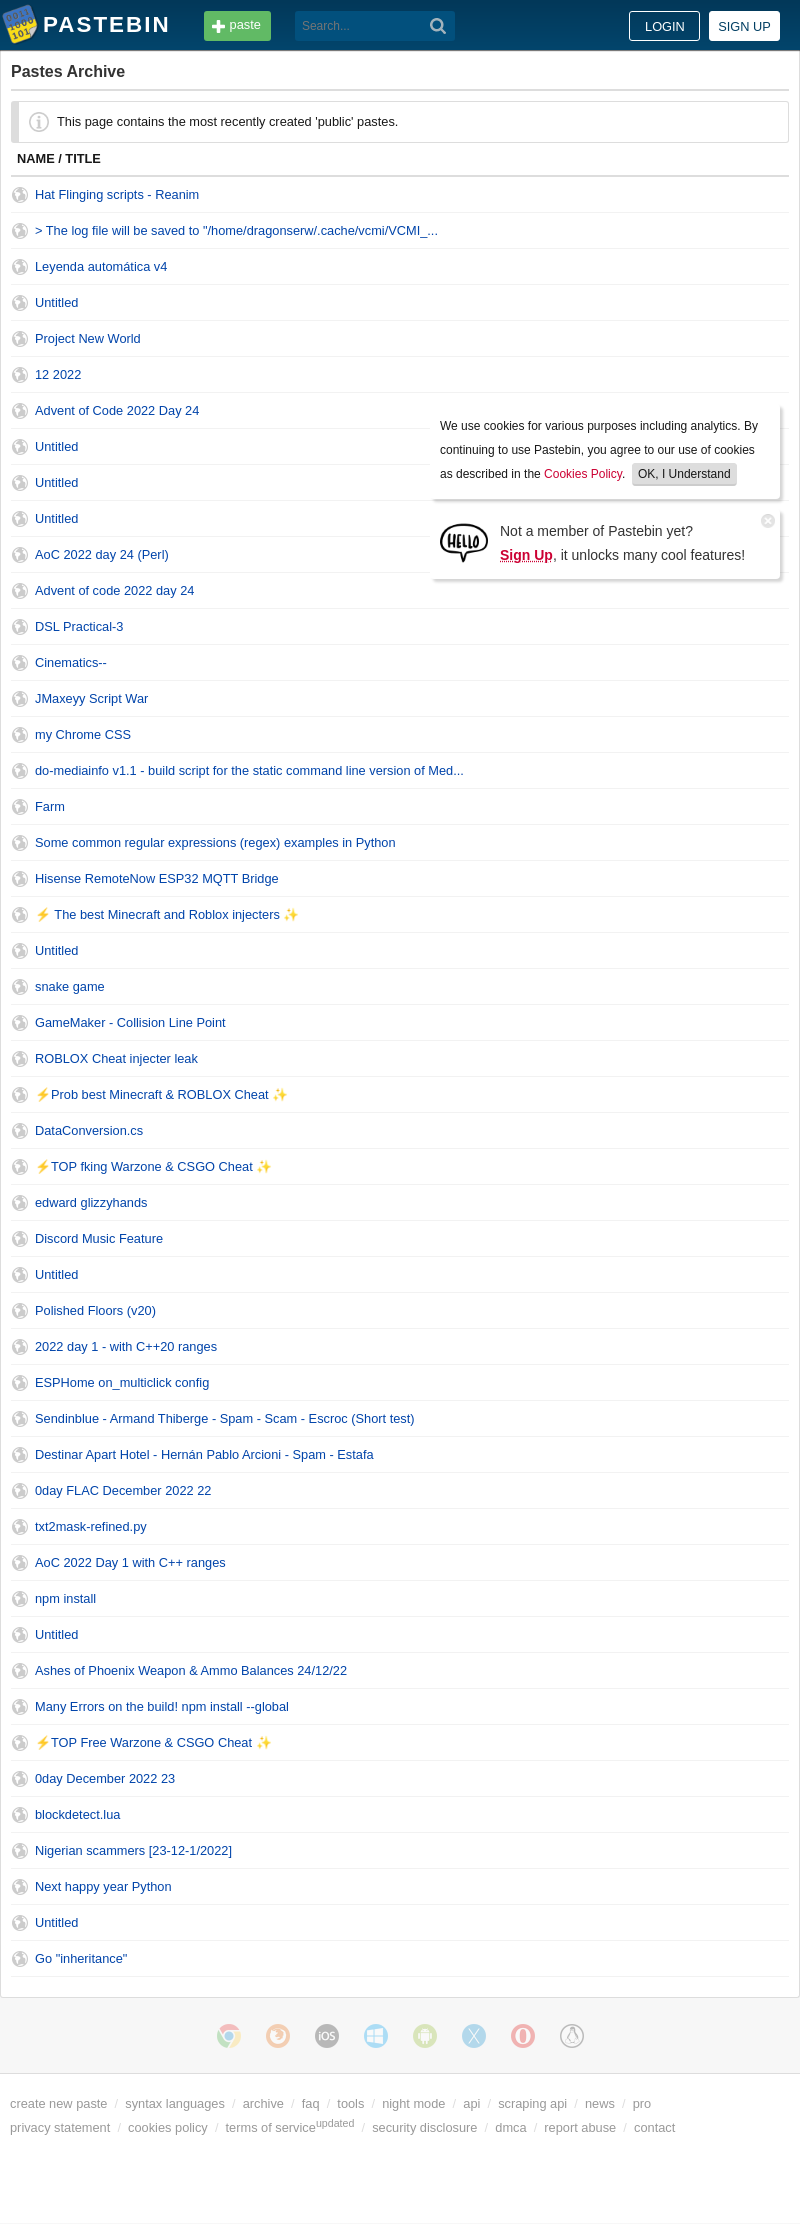 PASTEBIN
paste
Search...
LOGIN
SIGN UP
Pastes Archive
This page contains the most recently created 'public' pastes.
NAME / TITLE
Hat Flinging scripts - Reanim
> The log file will be saved to "/home/dragonserw/.cache/vcmi/VCMI_...
Leyenda automática v4
Untitled
Project New World
12 2022
Advent of Code 2022 Day 24
Untitled
Untitled
Untitled
AoC 2022 day 24 (Perl)
Advent of code 2022 day 24
We use cookies for various purposes including analytics. By
continuing to use Pastebin, you agree to our use of cookies
as described in the Cookies Policy. OK, I Understand
HELLO
Not a member of Pastebin yet?
Sign Up, it unlocks many cool features!
DSL Practical-3
Cinematics--
JMaxeyy Script War
my Chrome CSS
do-mediainfo v1.1 - build script for the static command line version of Med...
Farm
Some common regular expressions (regex) examples in Python
Hisense RemoteNow ESP32 MQTT Bridge
⚡ The best Minecraft and Roblox injecters ✨
Untitled
snake game
GameMaker - Collision Line Point
ROBLOX Cheat injecter leak
⚡Prob best Minecraft & ROBLOX Cheat ✨
DataConversion.cs
⚡TOP fking Warzone & CSGO Cheat ✨
edward glizzyhands
Discord Music Feature
Untitled
Polished Floors (v20)
2022 day 1 - with C++20 ranges
ESPHome on_multiclick config
Sendinblue - Armand Thiberge - Spam - Scam - Escroc (Short test)
Destinar Apart Hotel - Hernán Pablo Arcioni - Spam - Estafa
0day FLAC December 2022 22
txt2mask-refined.py
AoC 2022 Day 1 with C++ ranges
npm install
Untitled
Ashes of Phoenix Weapon & Ammo Balances 24/12/22
Many Errors on the build! npm install --global
⚡TOP Free Warzone & CSGO Cheat ✨
0day December 2022 23
blockdetect.lua
Nigerian scammers [23-12-1/2022]
Next happy year Python
Untitled
Go "inheritance"
iOS
create new paste / syntax languages / archive / faq / tools / night mode / api / scraping api / news / pro
privacy statement / cookies policy / terms of serviceupdated / security disclosure / dmca / report abuse / contact